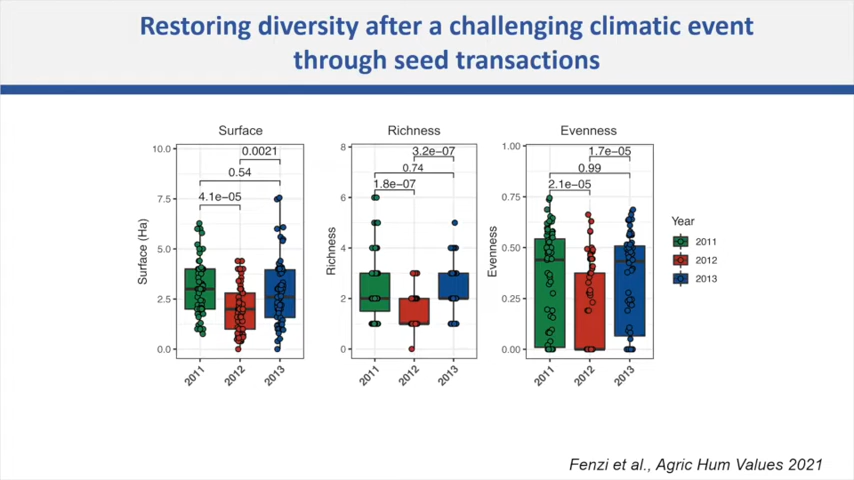 Restoring diversity after a challenging climatic event
through seed transactions
Surface
Richness
Evenness
Surface (Ha)
10.0
7.5
5.0
2.5
0.0
0.0021
0.54
4.1e−05
2011
2012
2013
Richness
8
6
4
2
0
3.2e−07
0.74
1.8e−07
2011
2012
2013
Evenness
1.00
0.75
0.50
0.25
0.00
1.7e−05
0.99
2.1e−05
2011
2012
2013
Year
2011
2012
2013
Fenzi et al., Agric Hum Values 2021